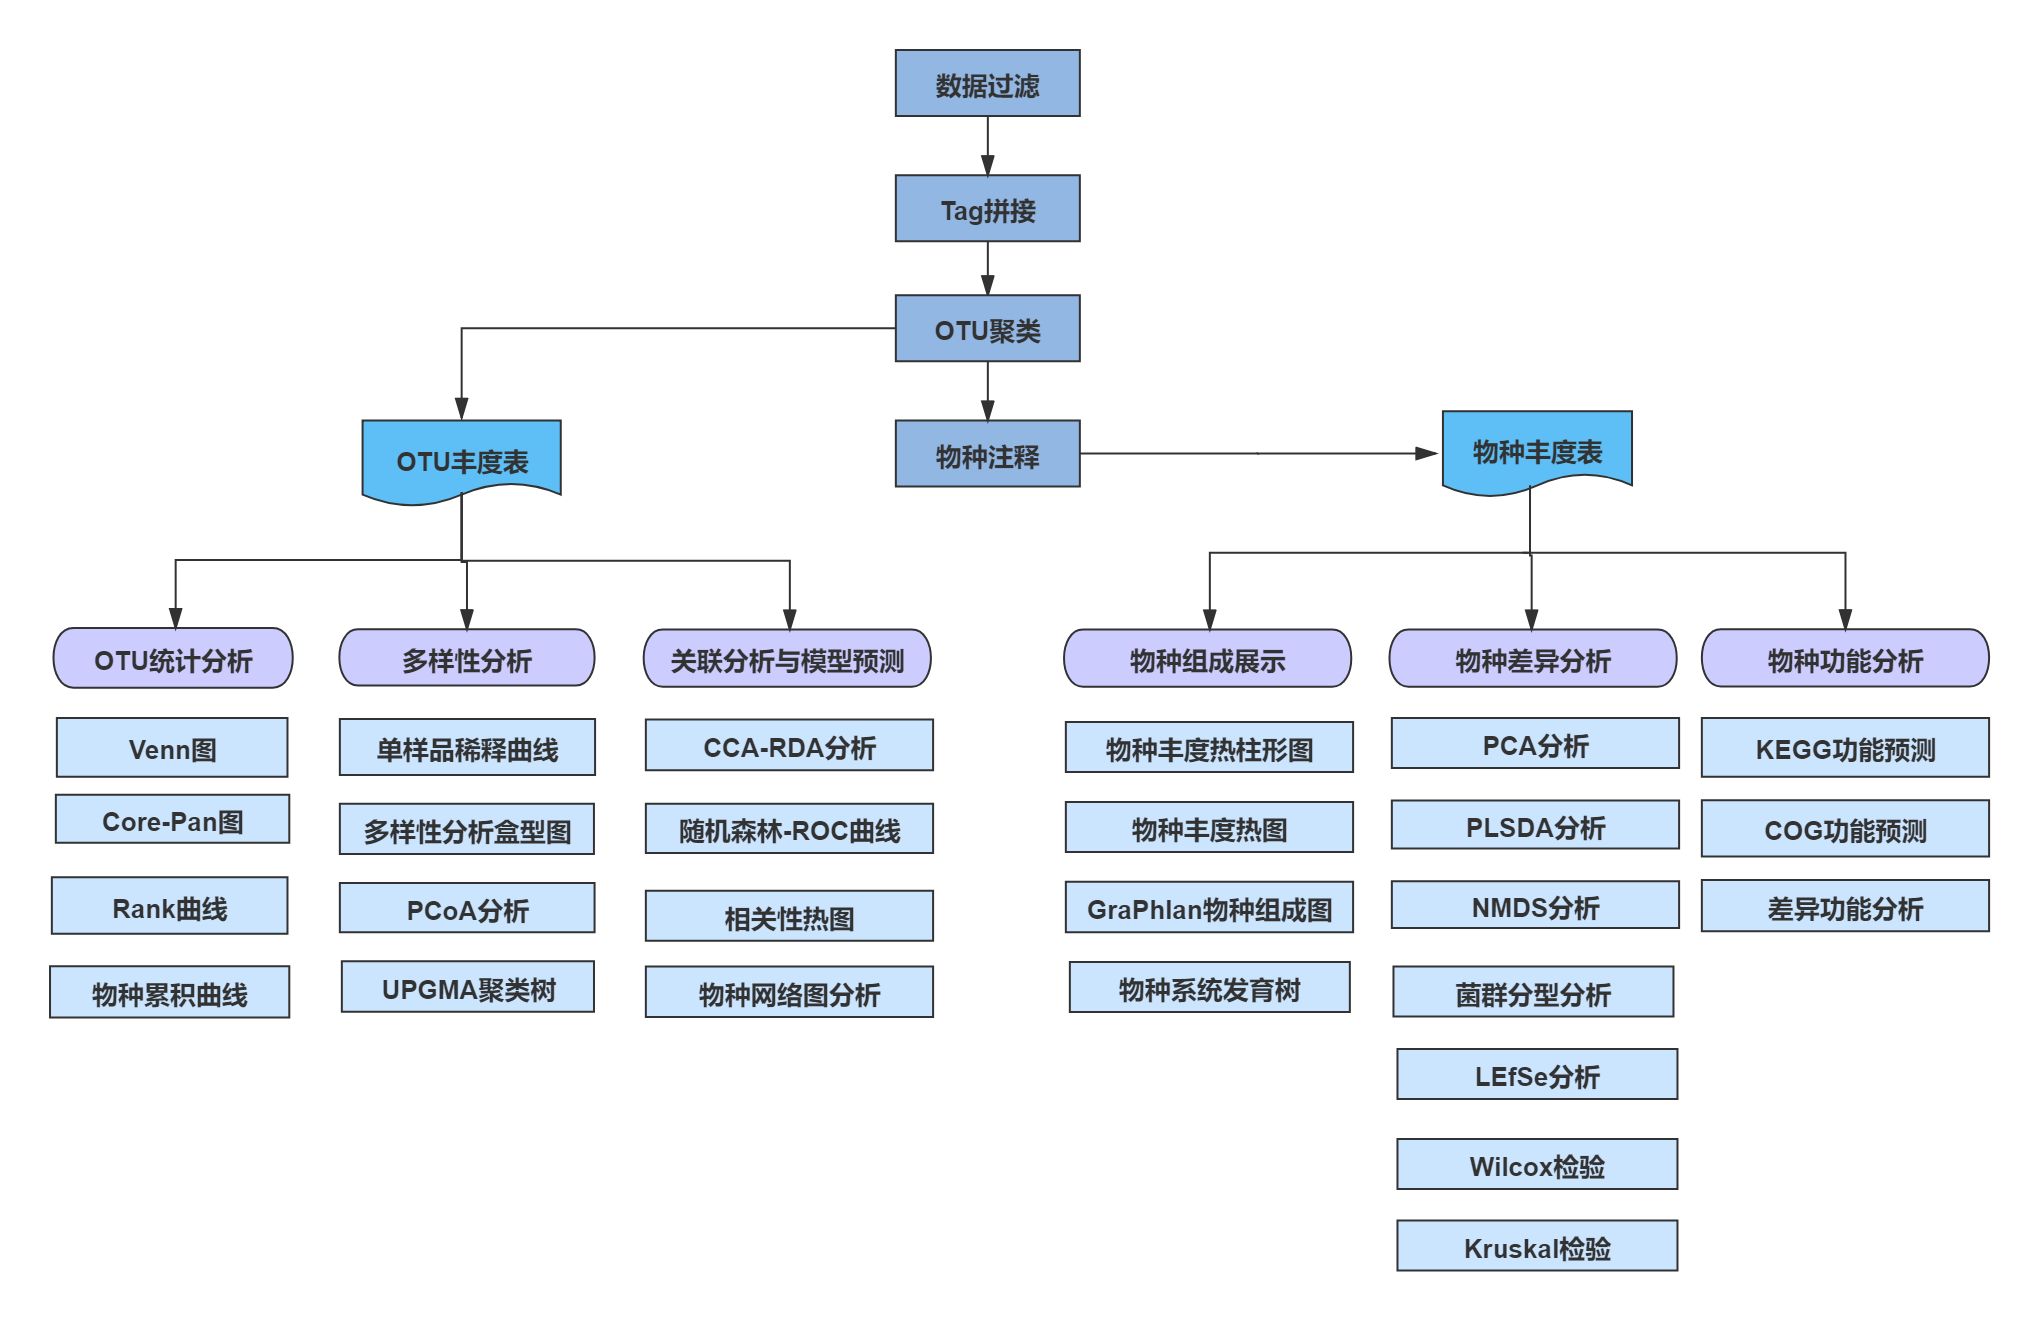 数据过滤
Tag拼接
OTU聚类
OTU丰度表
物种注释
物种丰度表
OTU统计分析
多样性分析
关联分析与模型预测
物种组成展示
物种差异分析
物种功能分析
Venn图
Core-Pan图
Rank曲线
物种累积曲线
单样品稀释曲线
多样性分析盒型图
PCoA分析
UPGMA聚类树
CCA-RDA分析
随机森林-ROC曲线
相关性热图
物种网络图分析
物种丰度热柱形图
物种丰度热图
GraPhlan物种组成图
物种系统发育树
PCA分析
PLSDA分析
NMDS分析
菌群分型分析
LEfSe分析
Wilcox检验
Kruskal检验
KEGG功能预测
COG功能预测
差异功能分析